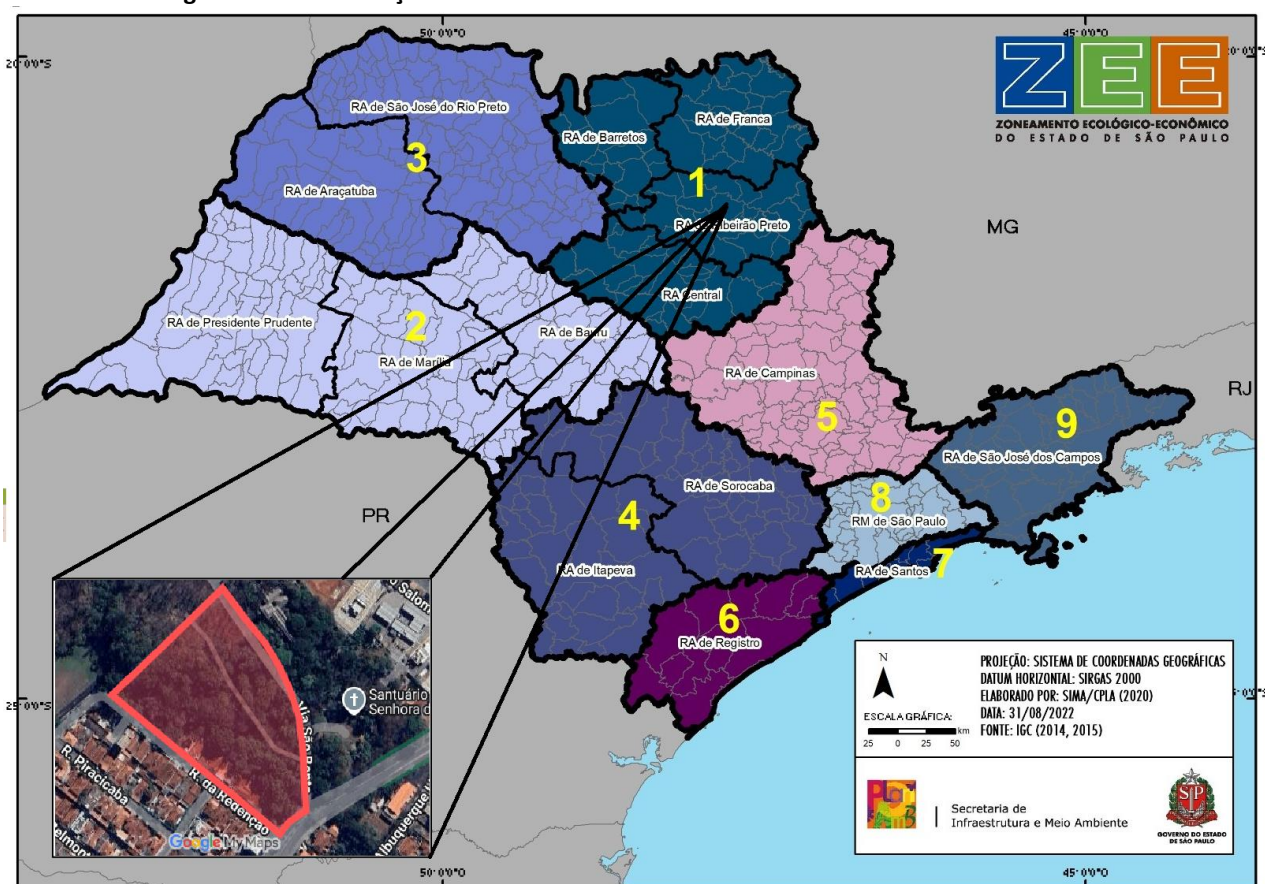 50°0'0"O
45°0'0"O
20°0'0"S
ZEE
ZONEAMENTO ECOLÓGICO-ECONÔMICO
DO ESTADO DE SÃO PAULO
RA de São José do Rio Preto
RA de Franca
RA de Barretos
3
1
RA de Araçatuba
MG
RA Central
RA de Bauru
RA de Presidente Prudente
2
RA de Marília
RA de Campinas
5
RJ
9
RA de São José dos Campos
RA de Sorocaba
8
RM de São Paulo
PR
4
RA de Santos
7
RA de Itapeva
6
RA de Registro
Santuário
Senhora d
R. Piracicaba
R. da Redenção
Google My Maps
25°0'0"S
N
ESCALA GRÁFICA:
25 0 25 50 km
PROJEÇÃO: SISTEMA DE COORDENADAS GEOGRÁFICAS
DATUM HORIZONTAL: SIRGAS 2000
ELABORADO POR: SIMA/CPLA (2020)
DATA: 31/08/2022
FONTE: IGC (2014, 2015)
Secretaria de
Infraestrutura e Meio Ambiente
SP
GOVERNO DO ESTADO
DE SÃO PAULO
50°0'0"O
45°0'0"O